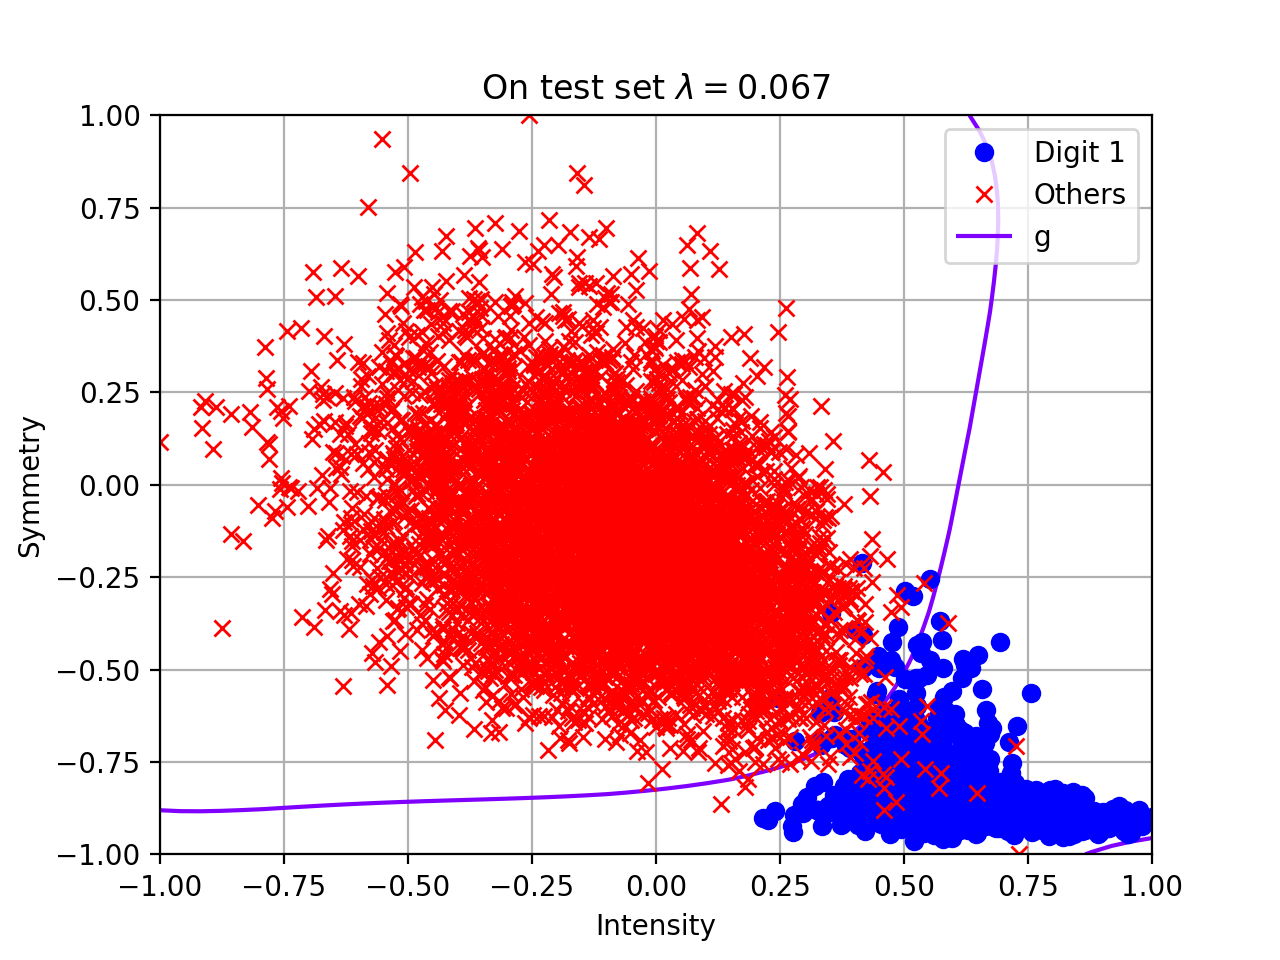 On test set λ = 0.067
1.00
0.75
0.50
0.25
0.00
−0.25
−0.50
−0.75
−1.00
Symmetry
Digit 1
Others
g
−1.00 −0.75 −0.50 −0.25 0.00 0.25 0.50 0.75 1.00
Intensity